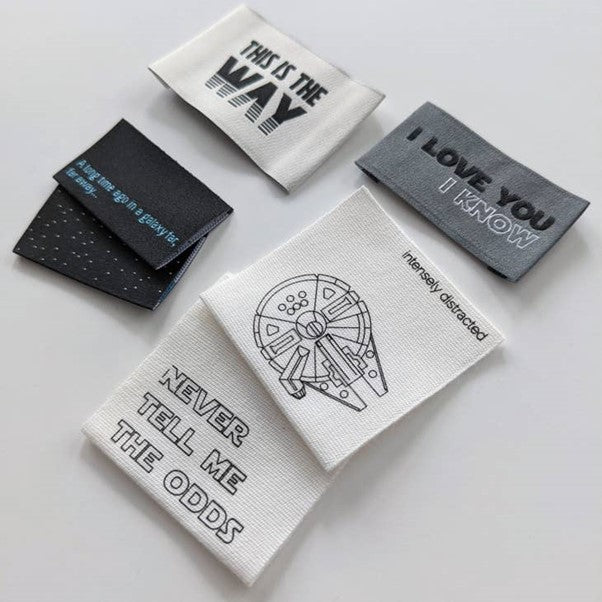 THIS IS THE
WAY
I LOVE YOU
I KNOW
A long time ago in a galaxy far,
far away...
intensely distracted
NEVER
TELL ME
THE ODDS